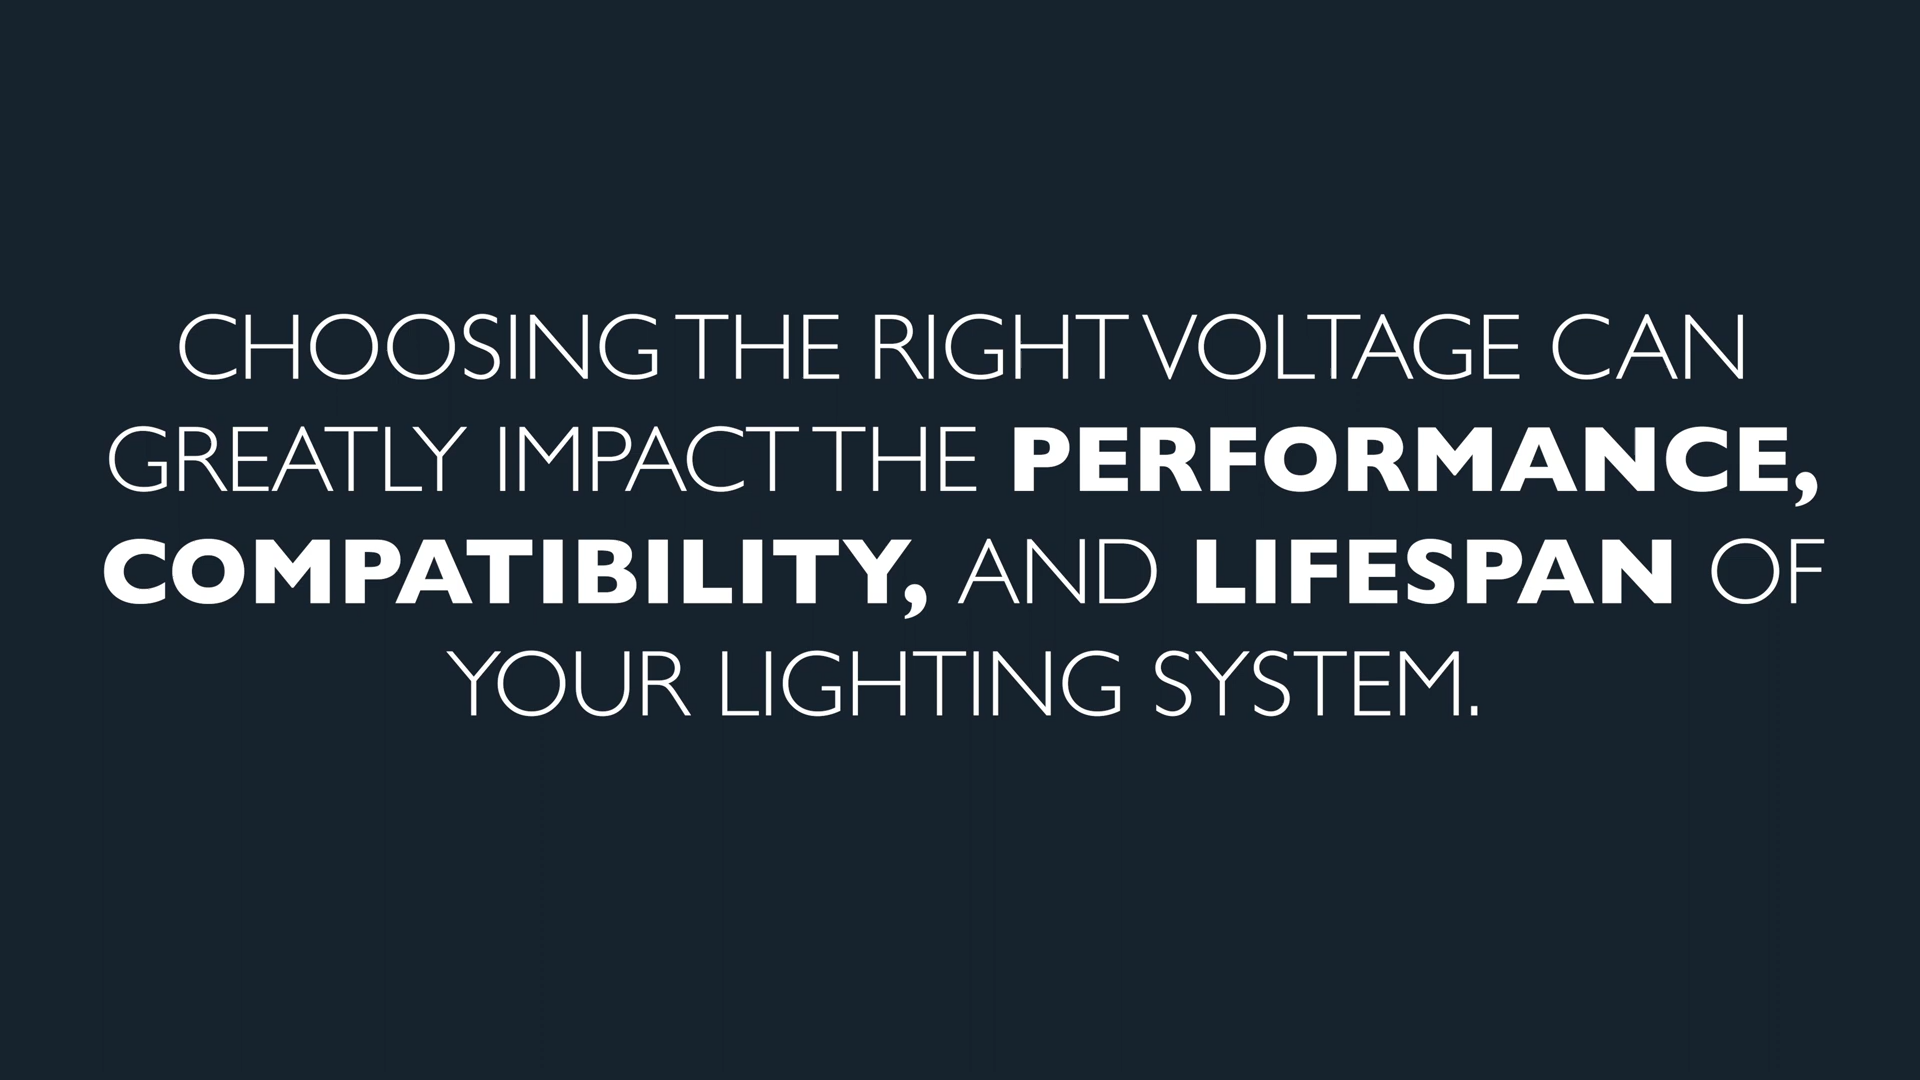 CHOOSING THE RIGHT VOLTAGE CAN
GREATLY IMPACT THE PERFORMANCE,
COMPATIBILITY, AND LIFESPAN OF
YOUR LIGHTING SYSTEM.